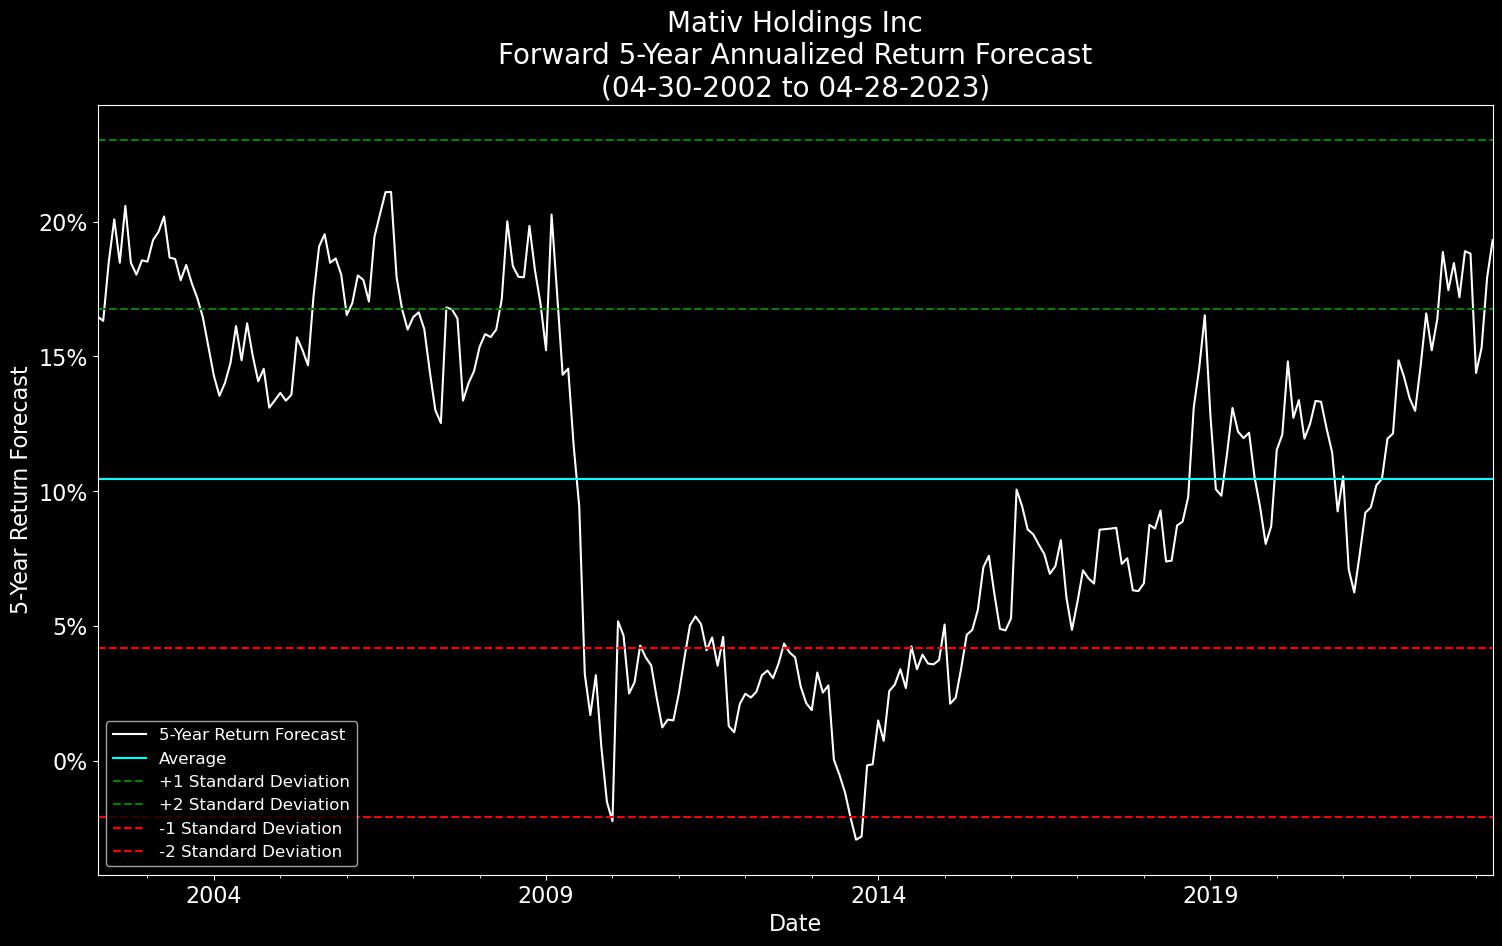 Mativ Holdings Inc
Forward 5-Year Annualized Return Forecast
(04-30-2002 to 04-28-2023)
5-Year Return Forecast
20%
15%
10%
5%
0%
5-Year Return Forecast
Average
+1 Standard Deviation
+2 Standard Deviation
-1 Standard Deviation
-2 Standard Deviation
2004
2009
2014
2019
Date